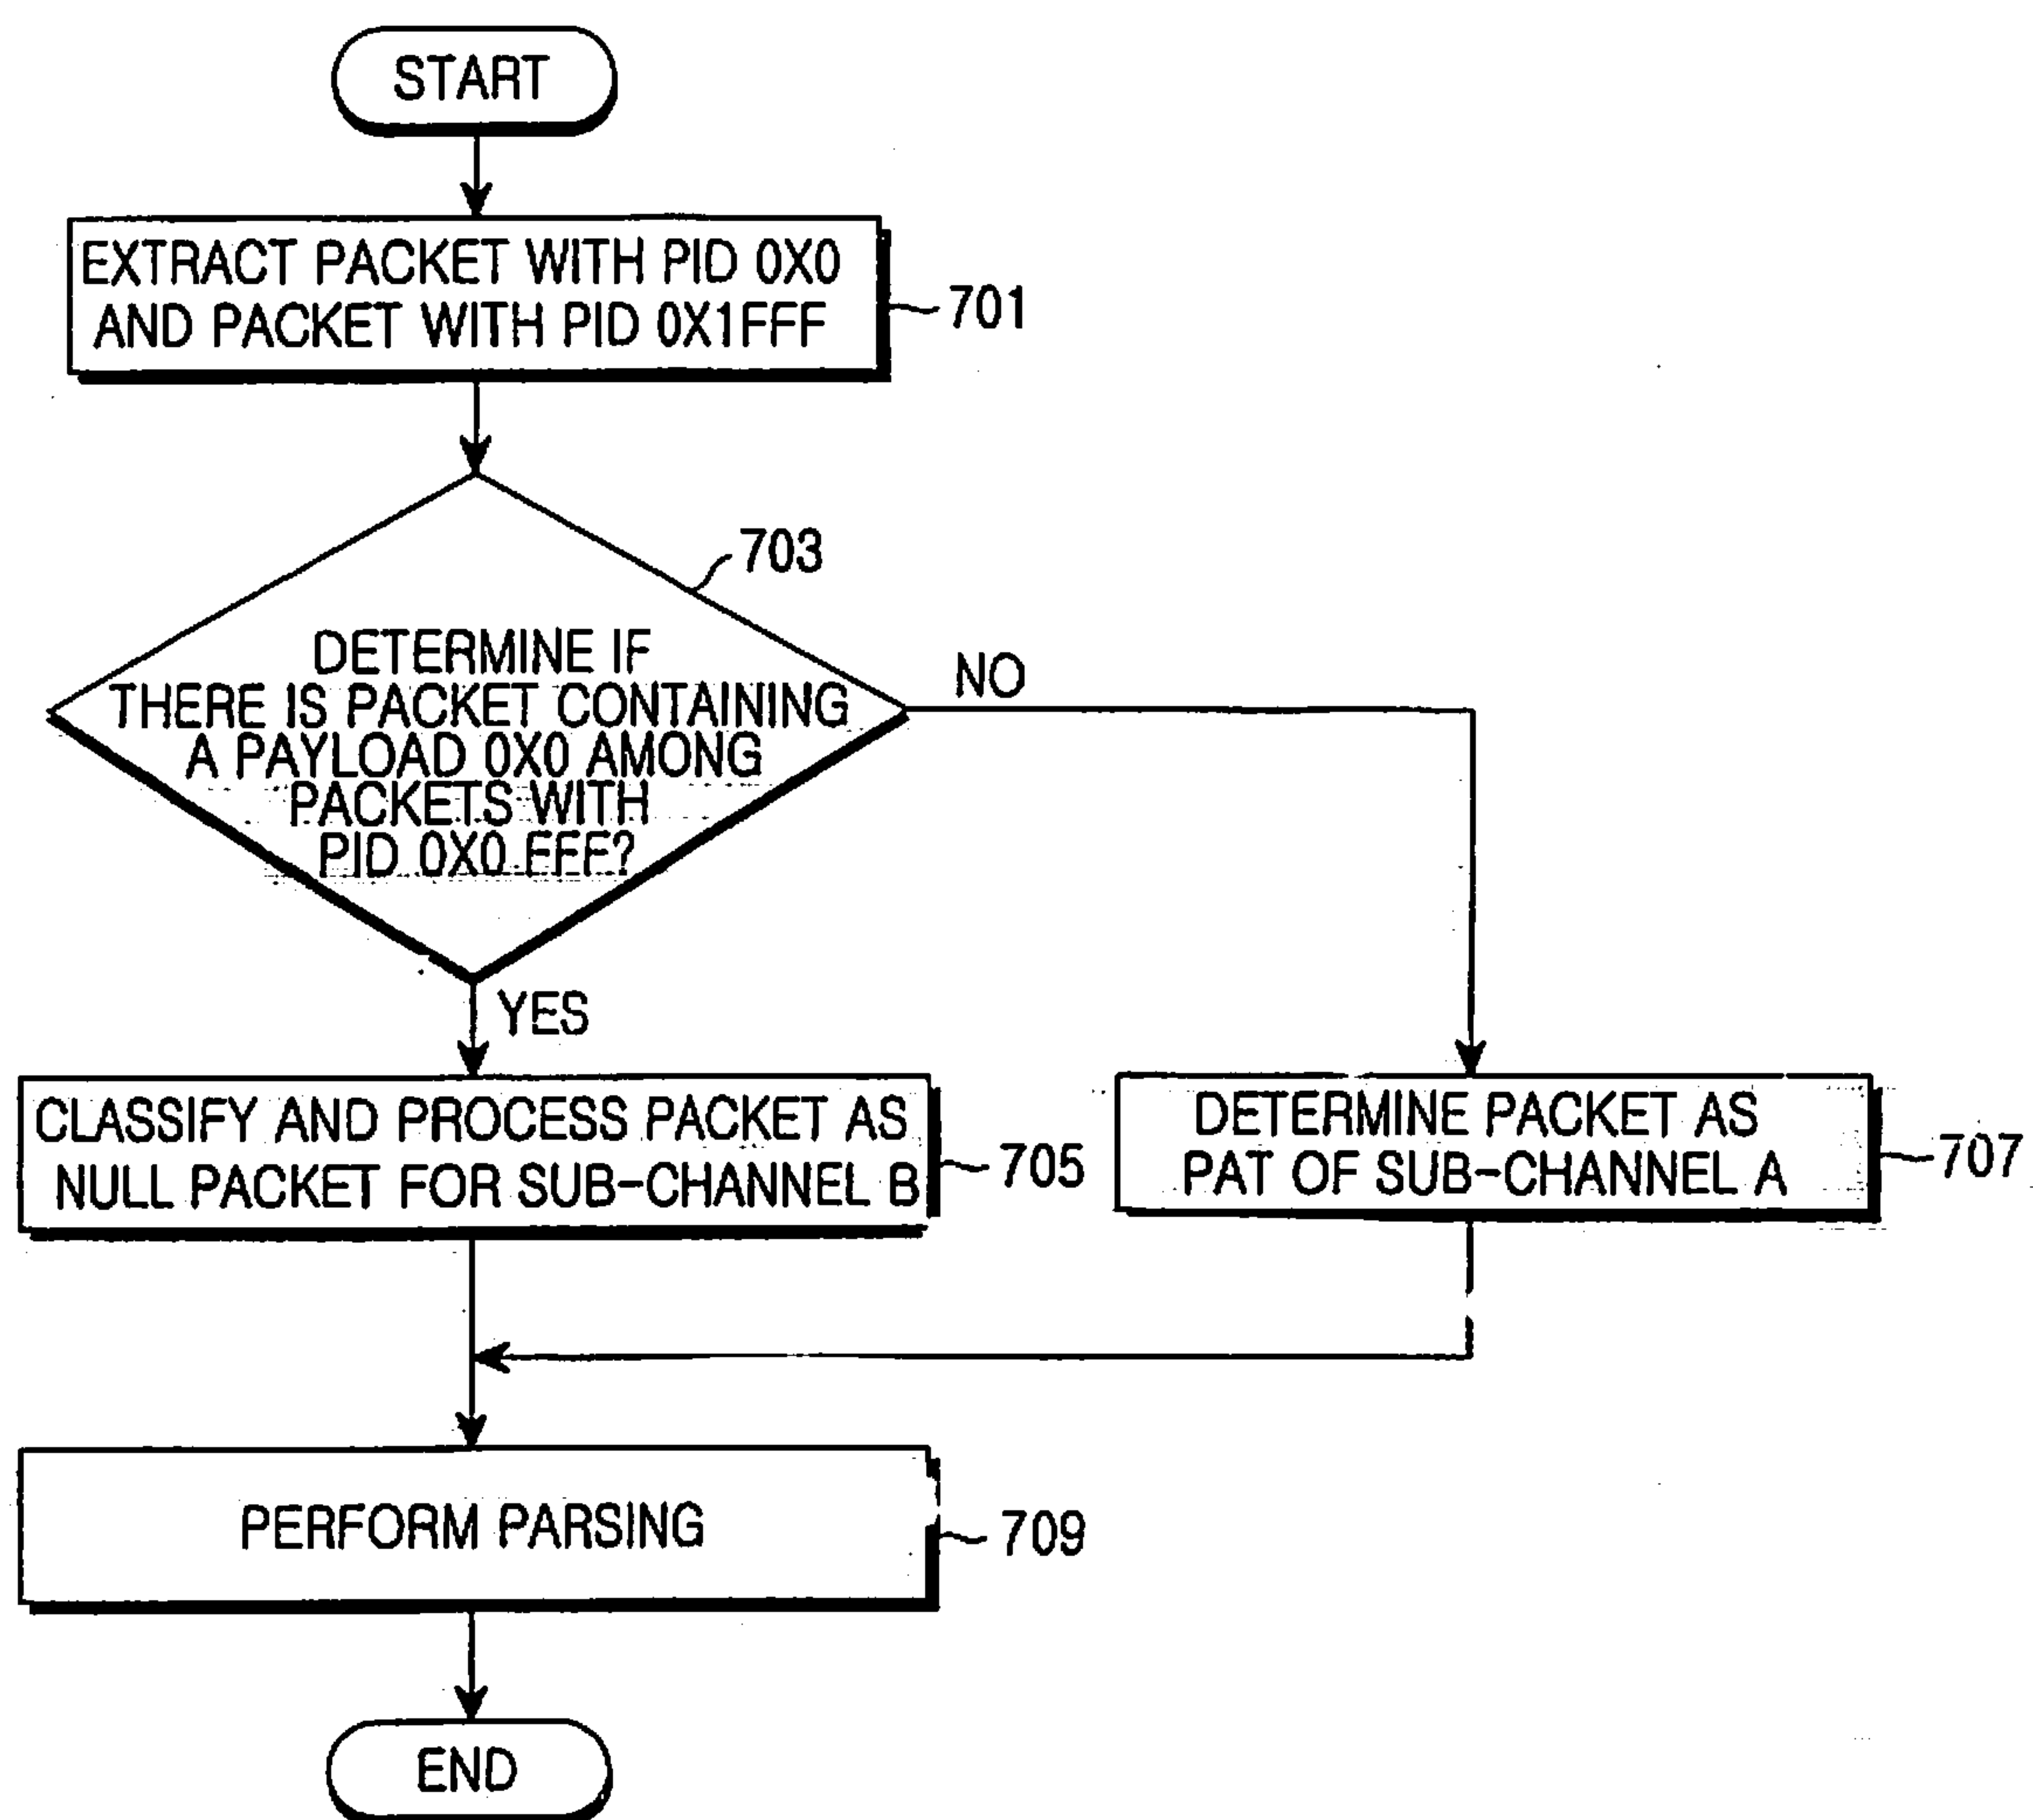 START
EXTRACT PACKET WITH PID 0X0
AND PACKET WITH PID 0X1FFF
701
703
DETERMINE IF
THERE IS PACKET CONTAINING
A PAYLOAD 0X0 AMONG
PACKETS WITH
PID 0X0 FFF?
NO
YES
CLASSIFY AND PROCESS PACKET AS
NULL PACKET FOR SUB-CHANNEL B
705
DETERMINE PACKET AS
PAT OF SUB-CHANNEL A
707
PERFORM PARSING
709
END